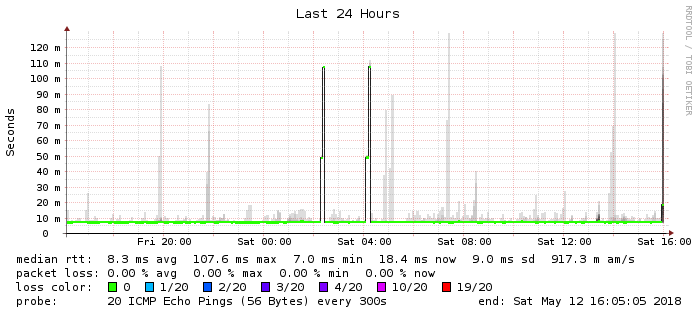 Last 24 Hours
RRDTOOL / TOBI OETIKER
Seconds
120 m
110 m
100 m
90 m
80 m
70 m
60 m
50 m
40 m
30 m
20 m
10 m
0
Fri 20:00 Sat 00:00 Sat 04:00 Sat 08:00 Sat 12:00 Sat 16:00
median rtt: 8.3 ms avg 107.6 ms max 7.0 ms min 18.4 ms now 9.0 ms sd 917.3 m am/s
packet loss: 0.00 % avg 0.00 % max 0.00 % min 0.00 % now
loss color: 0 1/20 2/20 3/20 4/20 10/20 19/20
probe: 20 ICMP Echo Pings (56 Bytes) every 300s end: Sat May 12 16:05:05 2018